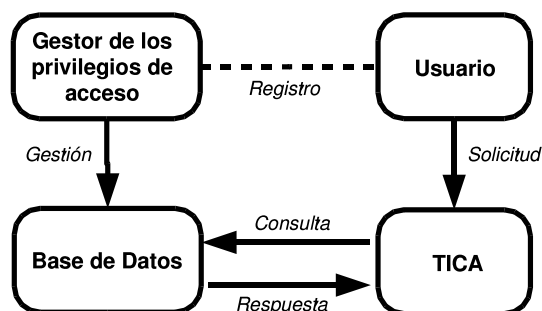 Gestor de los
privilegios de
acceso
Usuario
Registro
Gestión
Solicitud
Consulta
Base de Datos
TICA
Respuesta